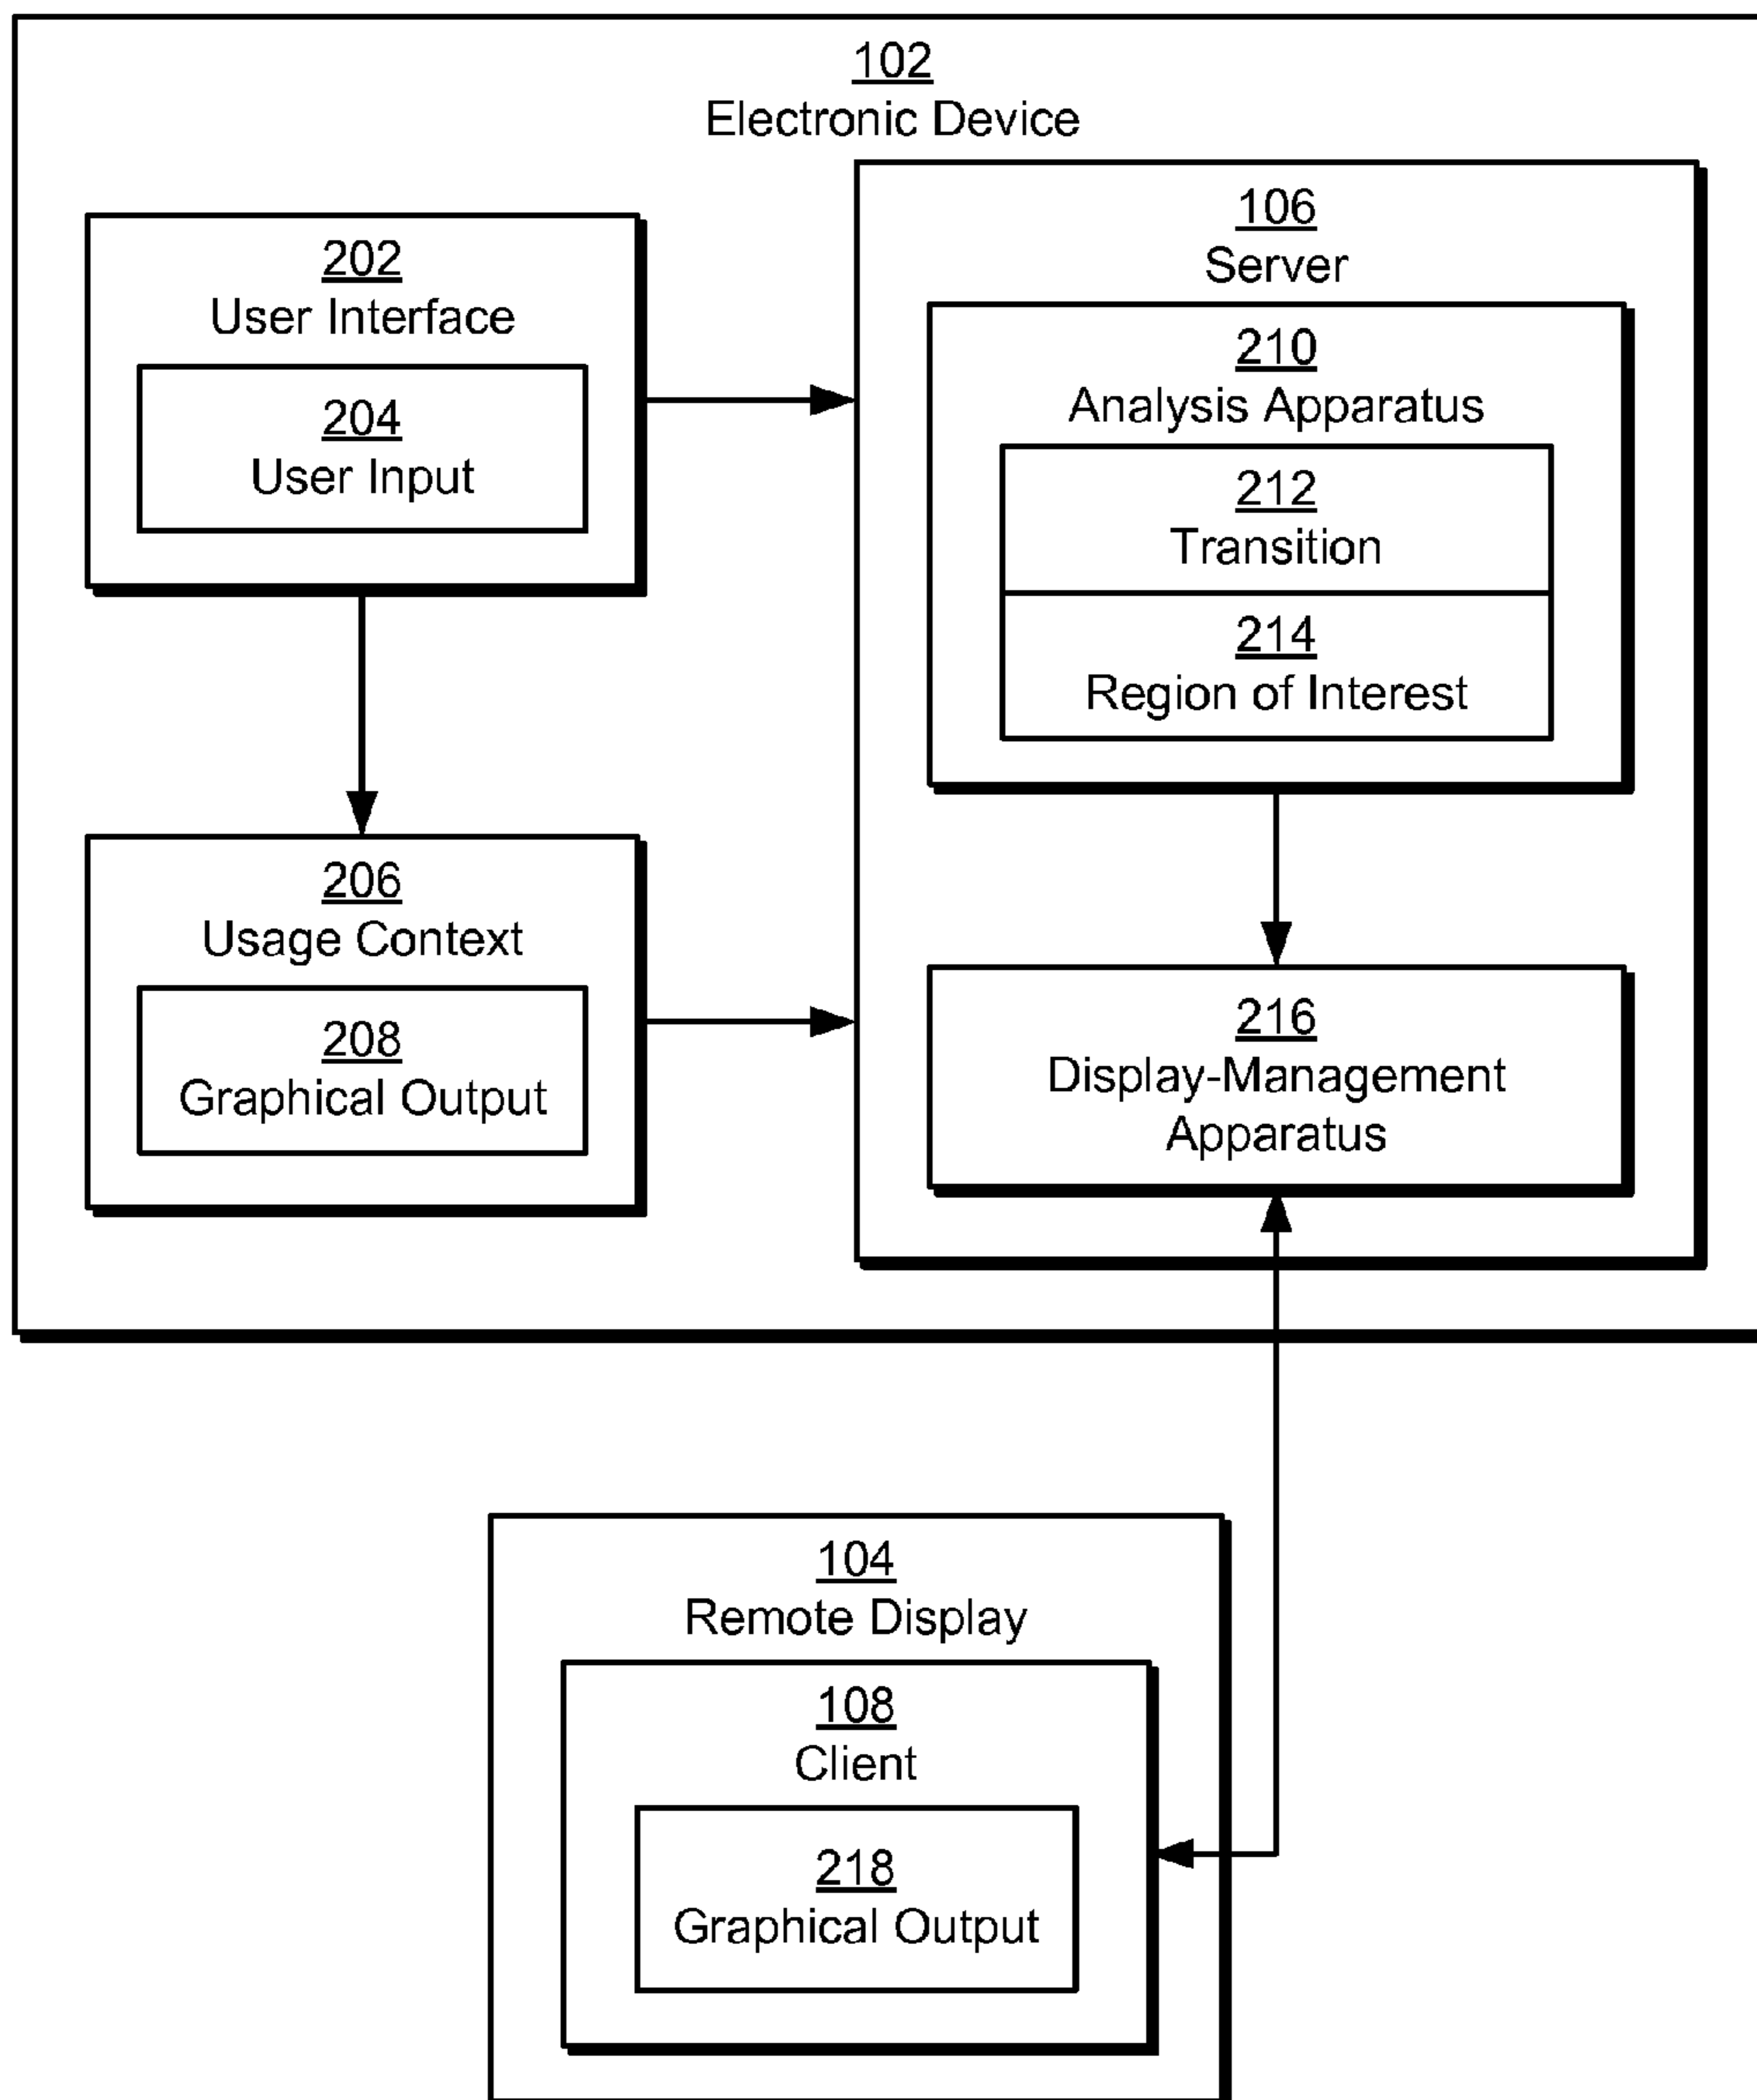 102
Electronic Device
202
User Interface
204
User Input
206
Usage Context
208
Graphical Output
106
Server
210
Analysis Apparatus
212
Transition
214
Region of Interest
216
Display-Management
Apparatus
104
Remote Display
108
Client
218
Graphical Output